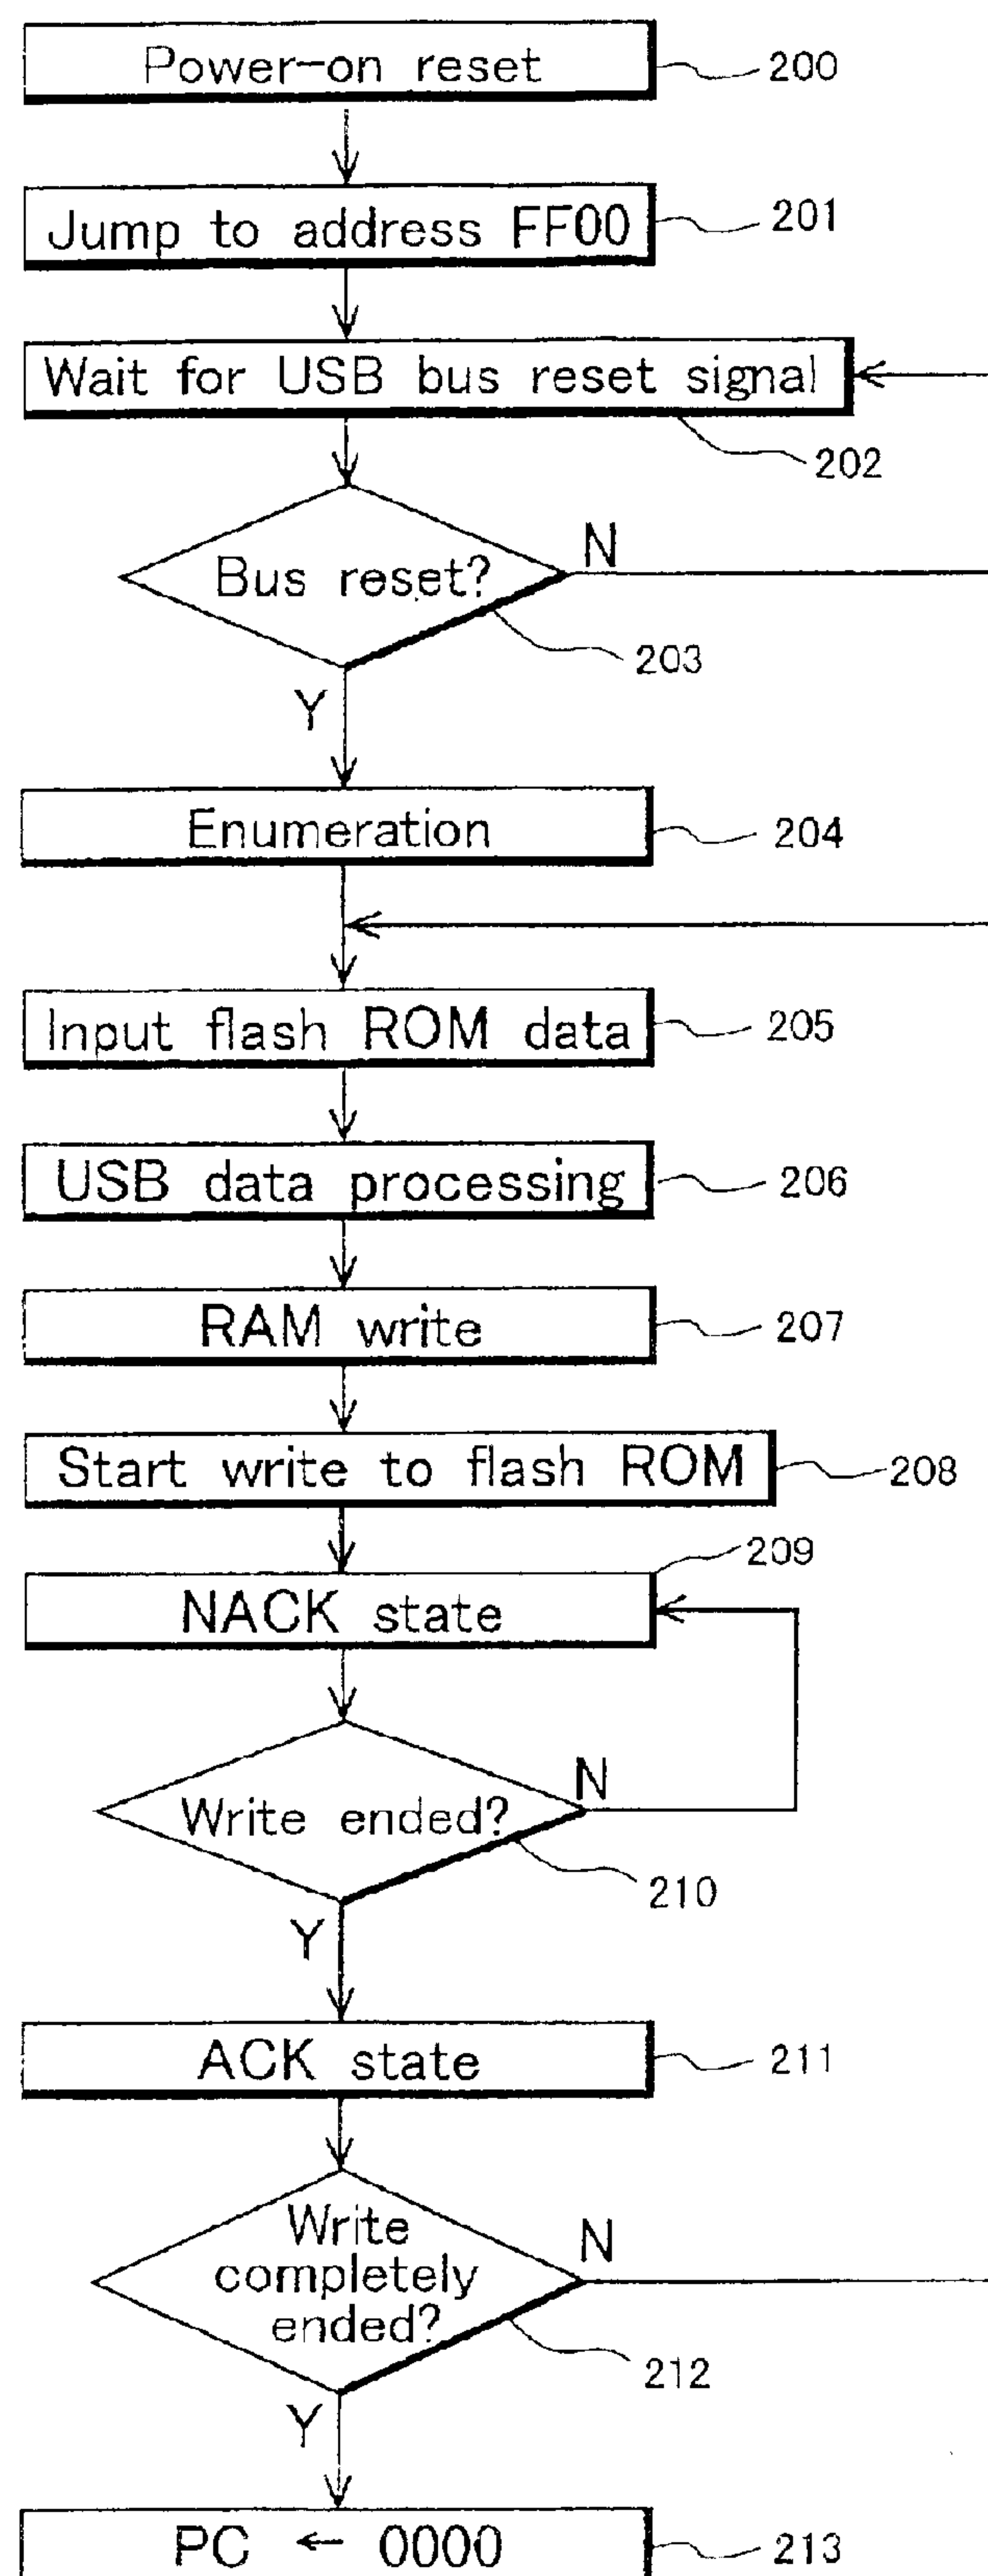 Power-on reset
200
Jump to address FF00
201
Wait for USB bus reset signal
202
Bus reset?
N
203
Y
Enumeration
204
Input flash ROM data
205
USB data processing
206
RAM write
207
Start write to flash ROM
208
209
NACK state
N
Write ended?
210
Y
ACK state
211
Write
completely
ended?
N
212
Y
PC ← 0000
213